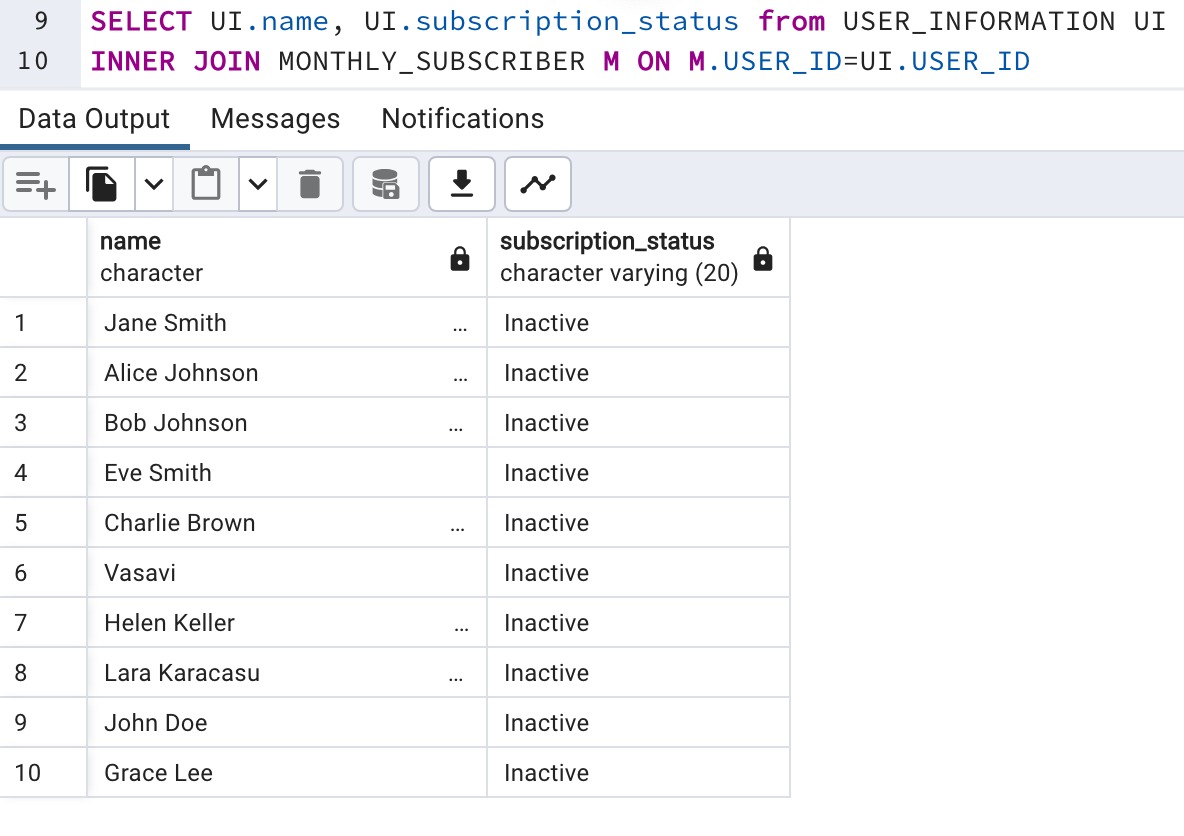 9 SELECT UI.name, UI.subscription_status from USER_INFORMATION UI
10 INNER JOIN MONTHLY_SUBSCRIBER M ON M.USER_ID=UI.USER_ID
Data Output Messages Notifications
name subscription_status
character character varying (20)
1 Jane Smith ... Inactive
2 Alice Johnson ... Inactive
3 Bob Johnson ... Inactive
4 Eve Smith Inactive
5 Charlie Brown ... Inactive
6 Vasavi Inactive
7 Helen Keller ... Inactive
8 Lara Karacasu ... Inactive
9 John Doe Inactive
10 Grace Lee Inactive